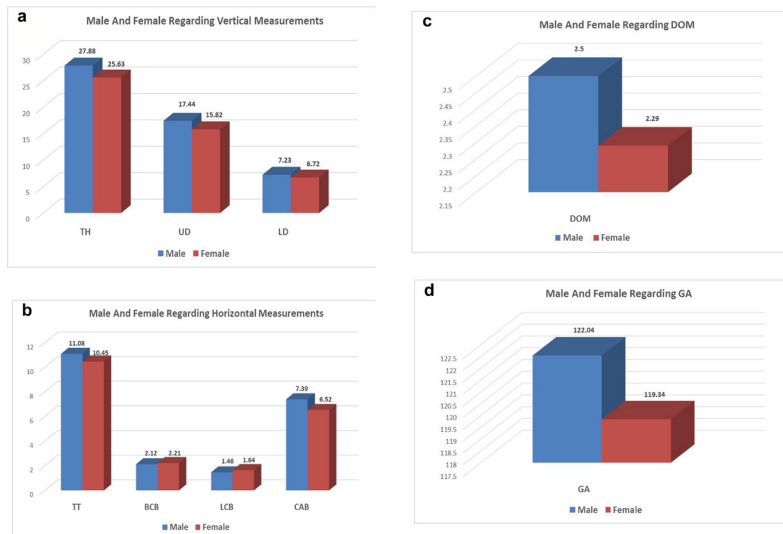 a
Male And Female Regarding Vertical Measurements
30
25
20
15
10
5
0
27.88
25.63
17.44
15.82
7.23
6.72
TH
UD
LD
Male
Female
b
Male And Female Regarding Horizontal Measurements
12
10
8
6
4
2
0
11.08
10.45
2.12
2.21
1.46
1.64
7.39
6.52
TT
BCB
LCB
CAB
Male
Female
c
Male And Female Regarding DOM
2.5
2.45
2.4
2.35
2.3
2.25
2.2
2.15
2.5
2.29
DOM
Male
Female
d
Male And Female Regarding GA
122.5
122
121.5
121
120.5
120
119.5
119
118.5
118
117.5
122.04
119.34
GA
Male
Female